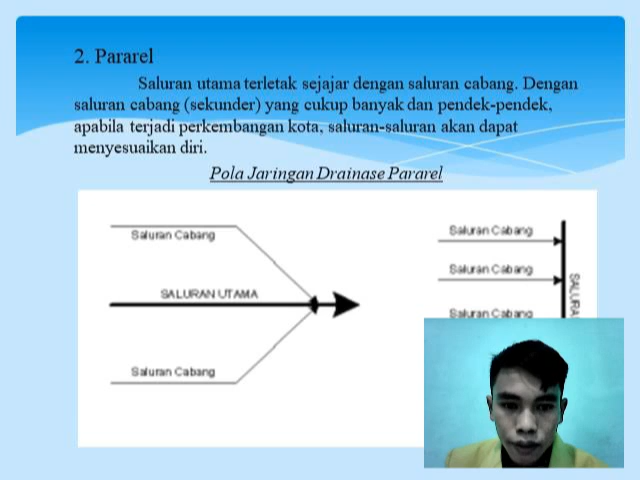 2. Pararel
Saluran utama terletak sejajar dengan saluran cabang. Dengan
saluran cabang (sekunder) yang cukup banyak dan pendek-pendek,
apabila terjadi perkembangan kota, saluran-saluran akan dapat
menyesuaikan diri.
Pola Jaringan Drainase Pararel
Saluran Cabang
SALURAN UTAMA
Saluran Cabang
Saluran Cabang
Saluran Cabang
Saluran Cabang